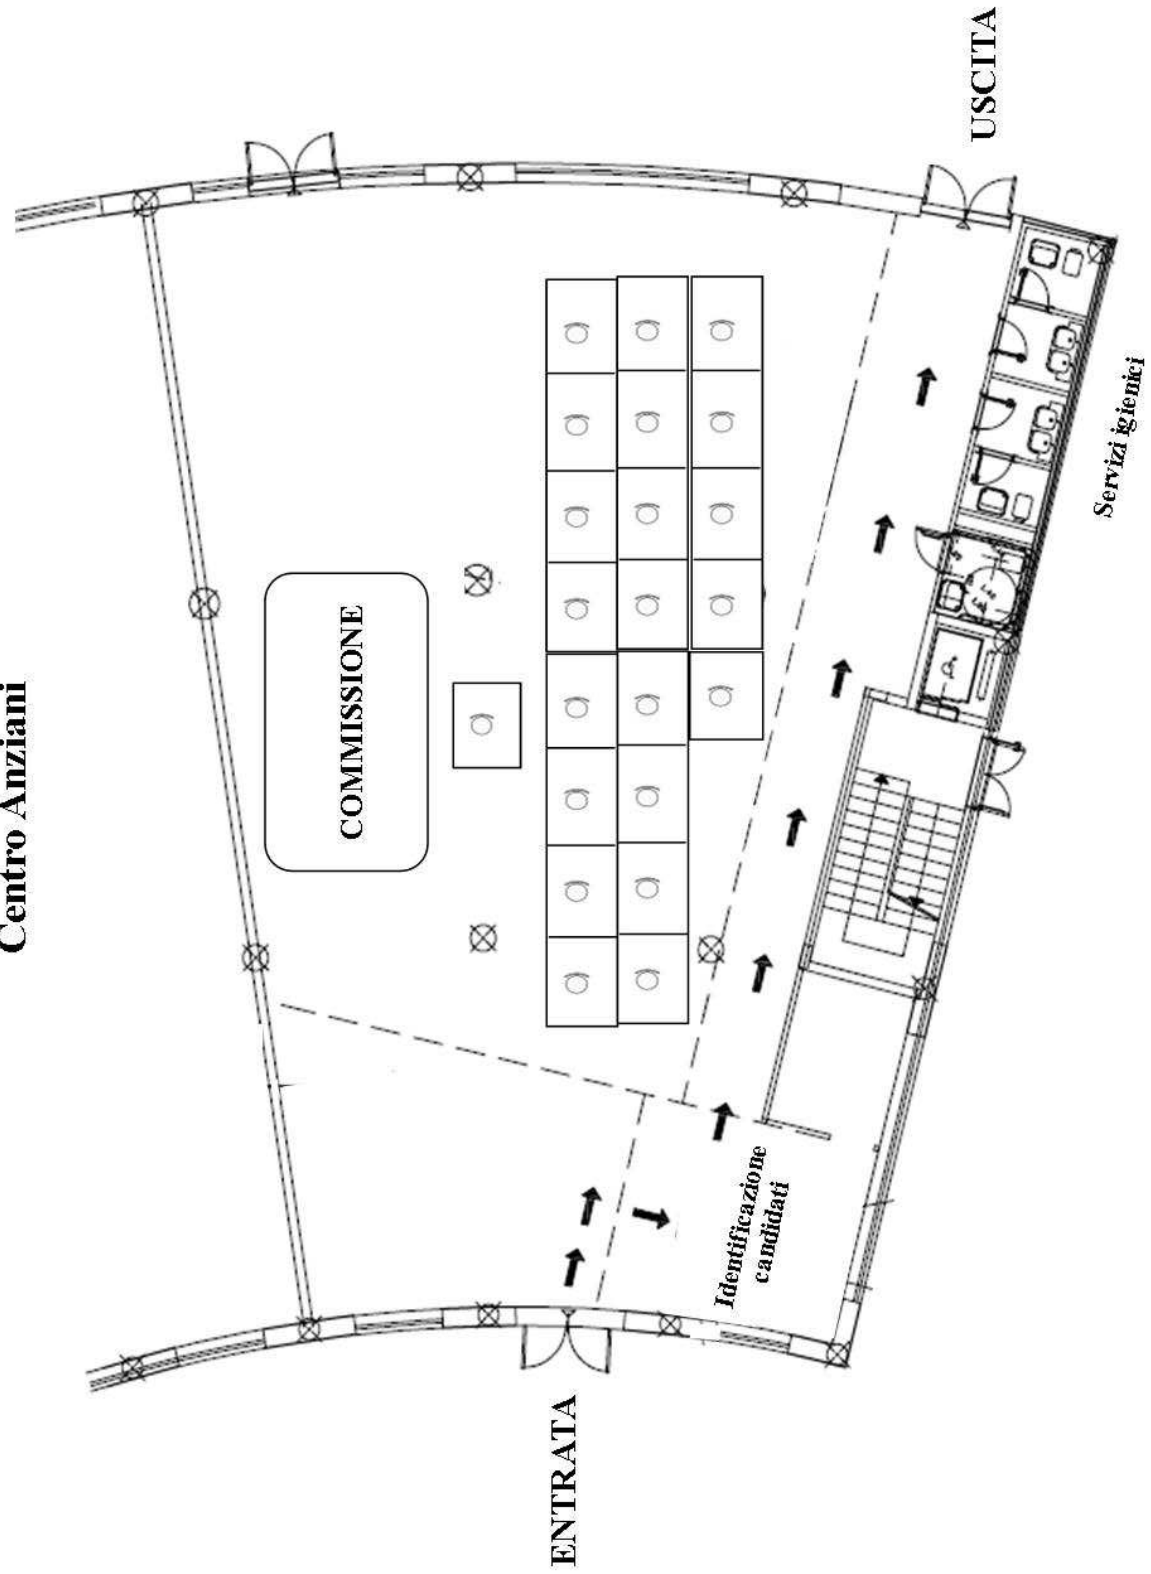 Centro Anziani
COMMISSIONE
ENTRATA
USCITA
Identificazione
candidati
Servizi igienici